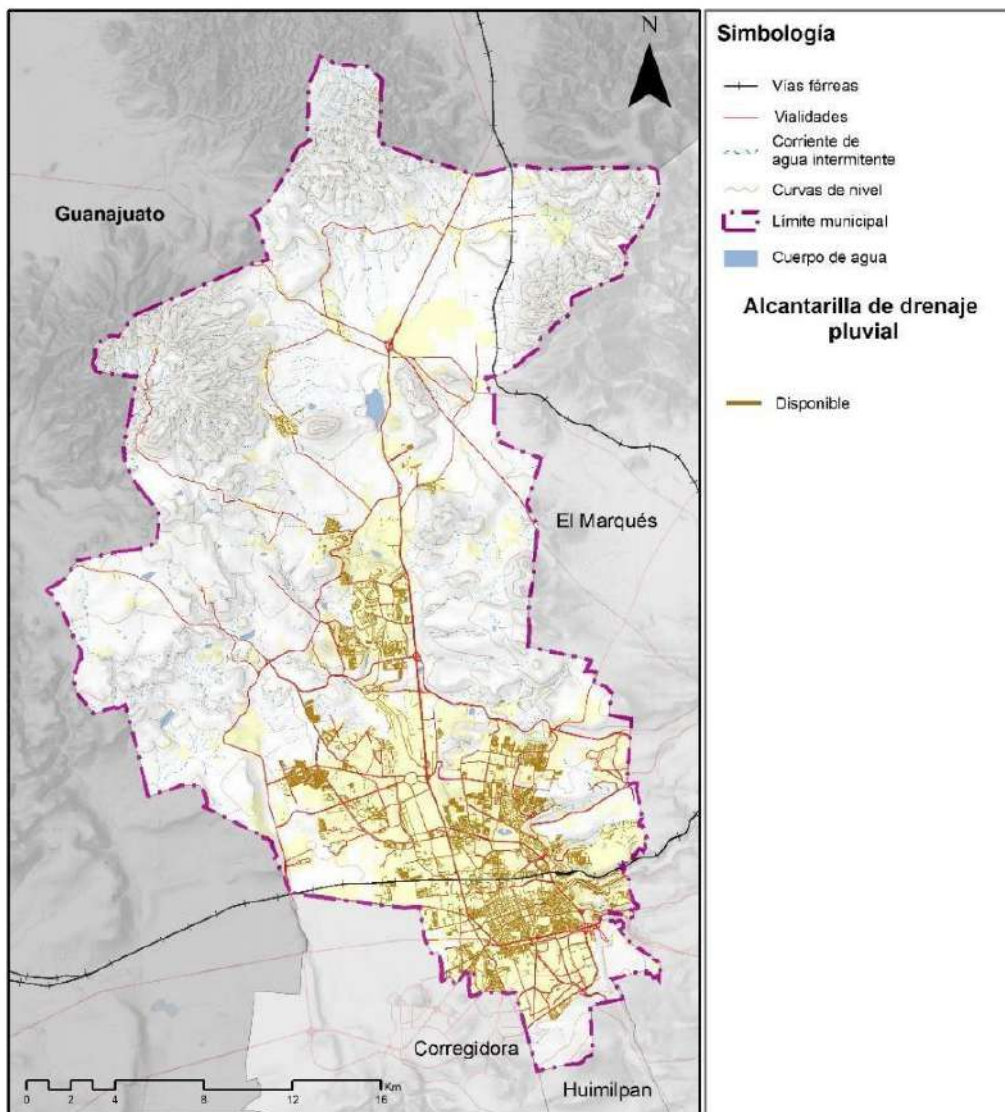 N
Guanajuato
El Marqués
Corregidora
Huimilpan
0 2 4 8 12 16
Km
Simbología
Vías férreas
Vialidades
Corriente de
agua intermitente
Curvas de nivel
Límite municipal
Cuerpo de agua
Alcantarilla de drenaje
pluvial
Disponible